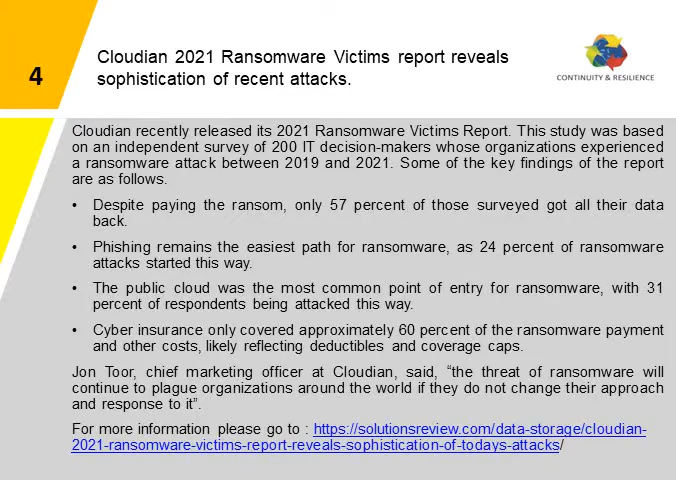 4
Cloudian 2021 Ransomware Victims report reveals
sophistication of recent attacks.
CONTINUITY & RESILIENCE
Cloudian recently released its 2021 Ransomware Victims Report. This study was based
on an independent survey of 200 IT decision-makers whose organizations experienced
a ransomware attack between 2019 and 2021. Some of the key findings of the report
are as follows.
• Despite paying the ransom, only 57 percent of those surveyed got all their data
back.
• Phishing remains the easiest path for ransomware, as 24 percent of ransomware
attacks started this way.
• The public cloud was the most common point of entry for ransomware, with 31
percent of respondents being attacked this way.
• Cyber insurance only covered approximately 60 percent of the ransomware payment
and other costs, likely reflecting deductibles and coverage caps.
Jon Toor, chief marketing officer at Cloudian, said, “the threat of ransomware will
continue to plague organizations around the world if they do not change their approach
and response to it”.
For more information please go to : https://solutionsreview.com/data-storage/cloudian-
2021-ransomware-victims-report-reveals-sophistication-of-todays-attacks/